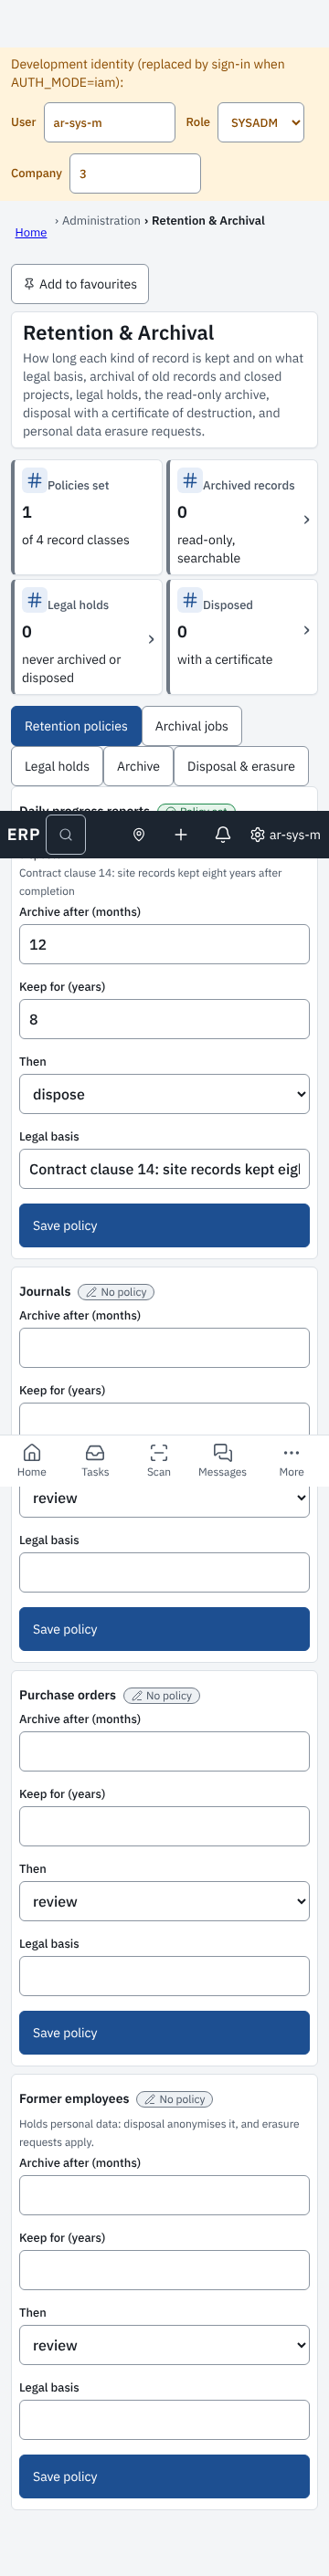 Development identity (replaced by sign-in when
AUTH_MODE=iam):
User ar-sys-m Role SYSADM
Company 3
Home › Administration › Retention & Archival
Add to favourites
Retention & Archival
How long each kind of record is kept and on what
legal basis, archival of old records and closed
projects, legal holds, the read-only archive,
disposal with a certificate of destruction, and
personal data erasure requests.
Policies set
1
of 4 record classes
Archived records
0
read-only,
searchable
Legal holds
0
never archived or
disposed
Disposed
0
with a certificate
Retention policies Archival jobs
Legal holds Archive Disposal & erasure
Daily progress reports
ERP ar-sys-m
Contract clause 14: site records kept eight years after
completion
Archive after (months)
12
Keep for (years)
8
Then
dispose
Legal basis
Contract clause 14: site records kept eigl
Save policy
Journals No policy
Archive after (months)
Keep for (years)
Home Tasks Scan Messages More
review
Legal basis
Save policy
Purchase orders No policy
Archive after (months)
Keep for (years)
Then
review
Legal basis
Save policy
Former employees No policy
Holds personal data: disposal anonymises it, and erasure
requests apply.
Archive after (months)
Keep for (years)
Then
review
Legal basis
Save policy